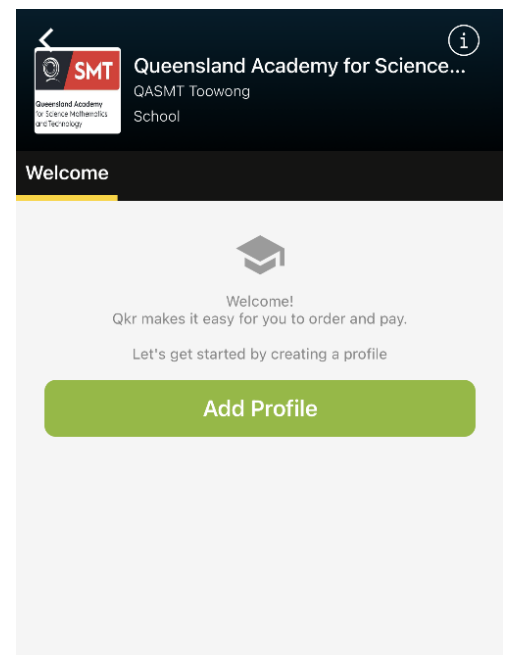 SMT
Queensland Academy
for Science Mathematics
and Technology
Queensland Academy for Science...
QASMT Toowong
School
i
Welcome
Welcome!
Qkr makes it easy for you to order and pay.
Let's get started by creating a profile
Add Profile